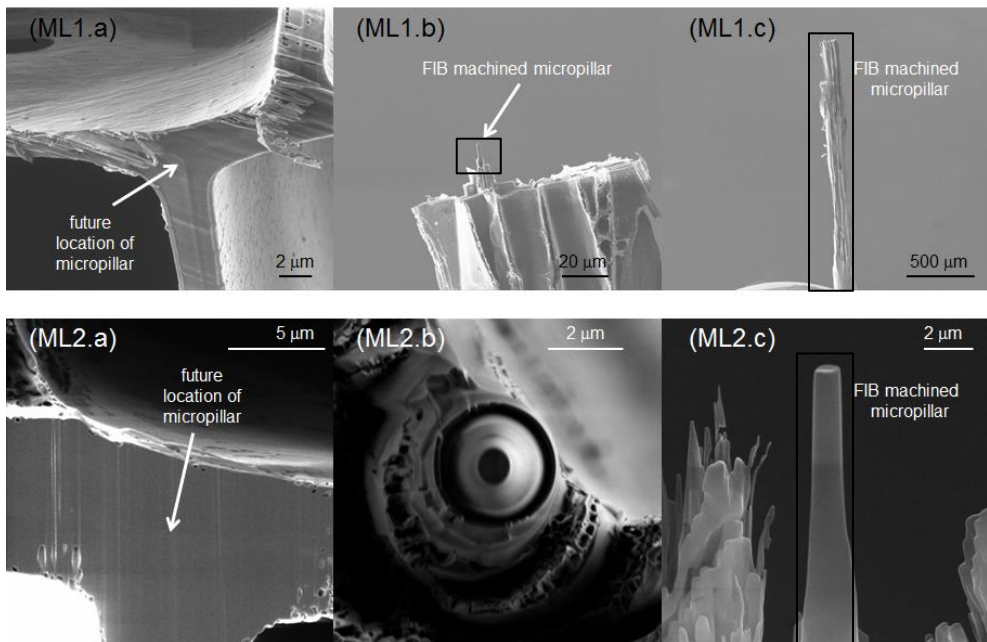 (ML1.a)
future
location of
micropillar
2 μm
(ML1.b)
FIB machined micropillar
20 μm
(ML1.c)
FIB machined
micropillar
500 μm
(ML2.a)
5 μm
future
location of
micropillar
(ML2.b)
2 μm
(ML2.c)
2 μm
FIB machined
micropillar